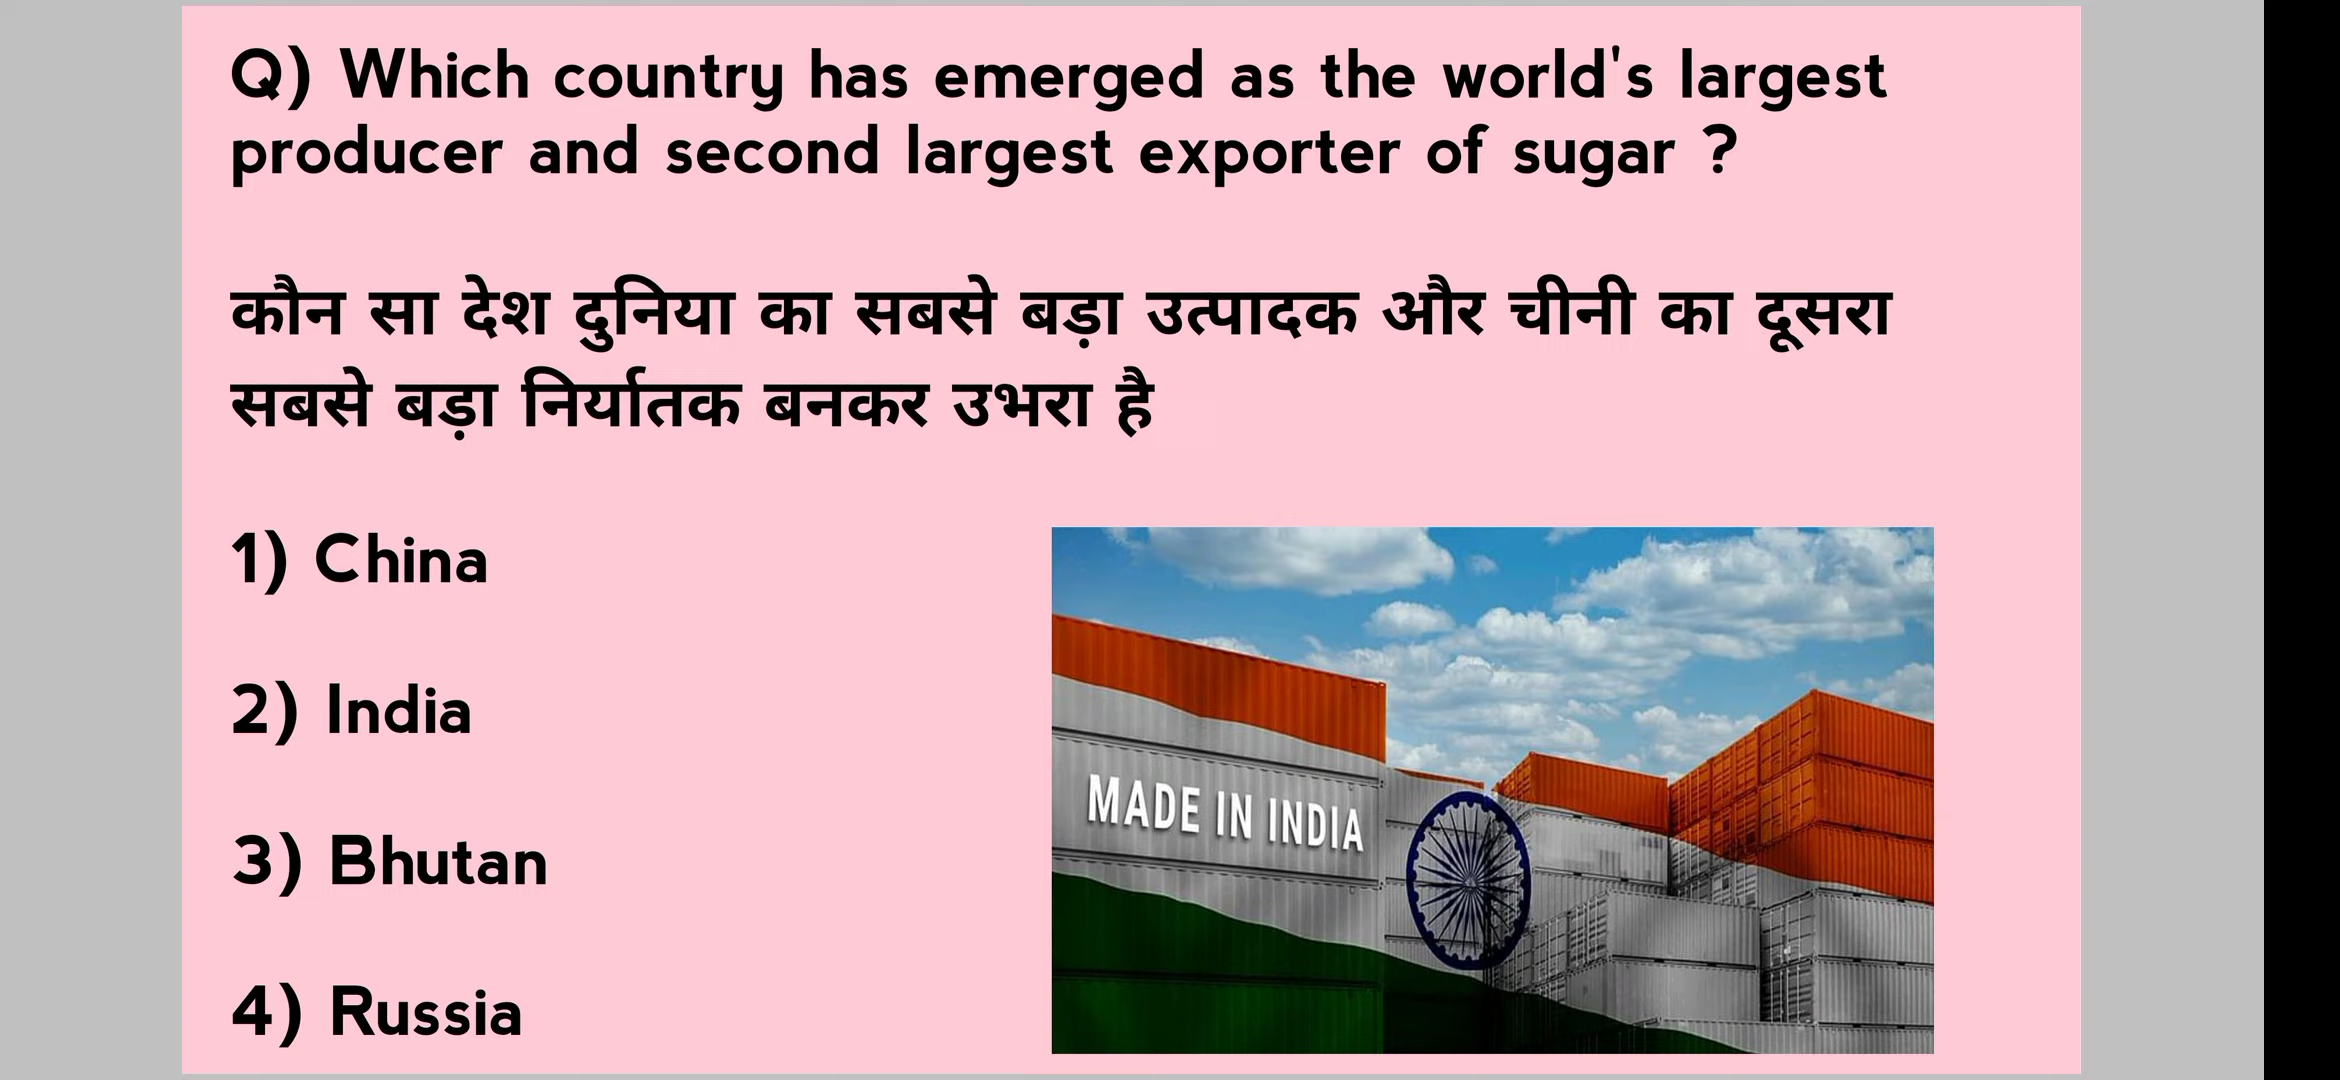 Q) Which country has emerged as the world's largest
producer and second largest exporter of sugar ?
कौन सा देश दुनिया का सबसे बड़ा उत्पादक और चीनी का दूसरा
सबसे बड़ा निर्यातक बनकर उभरा है
1) China
2) India
3) Bhutan
4) Russia
MADE IN INDIA